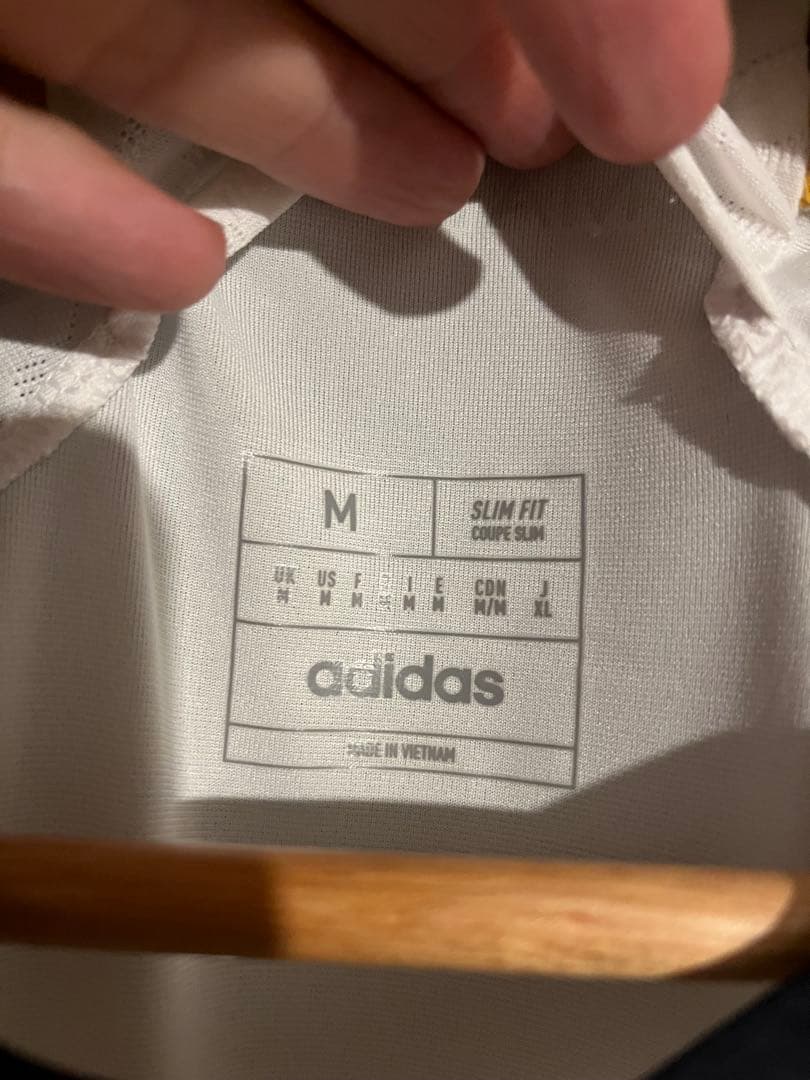 M
SLIM FIT
COUPE SLIM
UK US F I E CDN J
M M M M M M/M XL
adidas
MADE IN VIETNAM